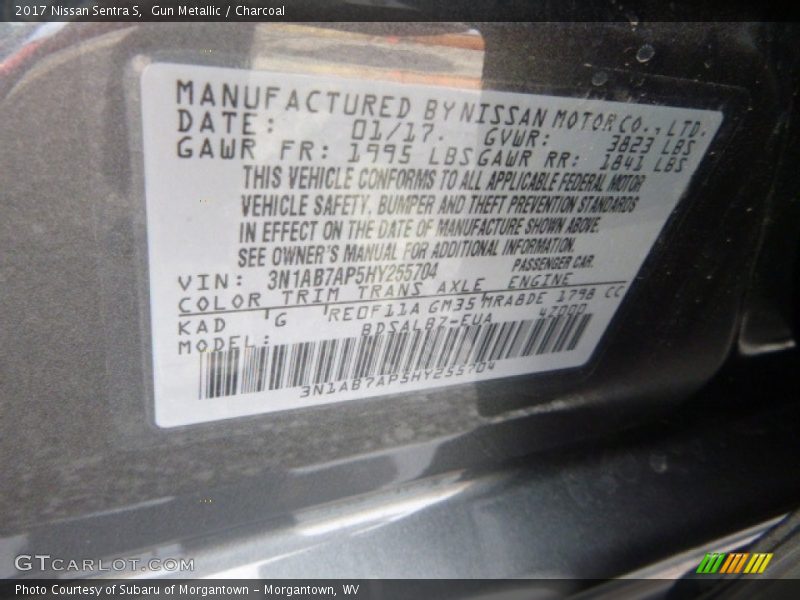 2017 Nissan Sentra S,  Gun Metallic / Charcoal
MANUFACTURED BY NISSAN MOTOR CO., LTD.
DATE: 01/17. GVWR: 3823 LBS
GAWR FR: 1995 LBS GAWR RR: 1841 LBS
THIS VEHICLE CONFORMS TO ALL APPLICABLE FEDERAL MOTOR
VEHICLE SAFETY, BUMPER AND THEFT PREVENTION STANDARDS
IN EFFECT ON THE DATE OF MANUFACTURE SHOWN ABOVE.
SEE OWNER'S MANUAL FOR ADDITIONAL INFORMATION.
VIN: 3N1AB7AP5HY255704 PASSENGER CAR.
COLOR TRIM TRANS AXLE ENGINE
KAD G RE0F11A GM35 MRA8DE 1798 CC
MODEL: BDSALB7-EUA 4Z000
3N1AB7AP5HY255704
GTCARLOT.COM
Photo Courtesy of Subaru of Morgantown - Morgantown, WV